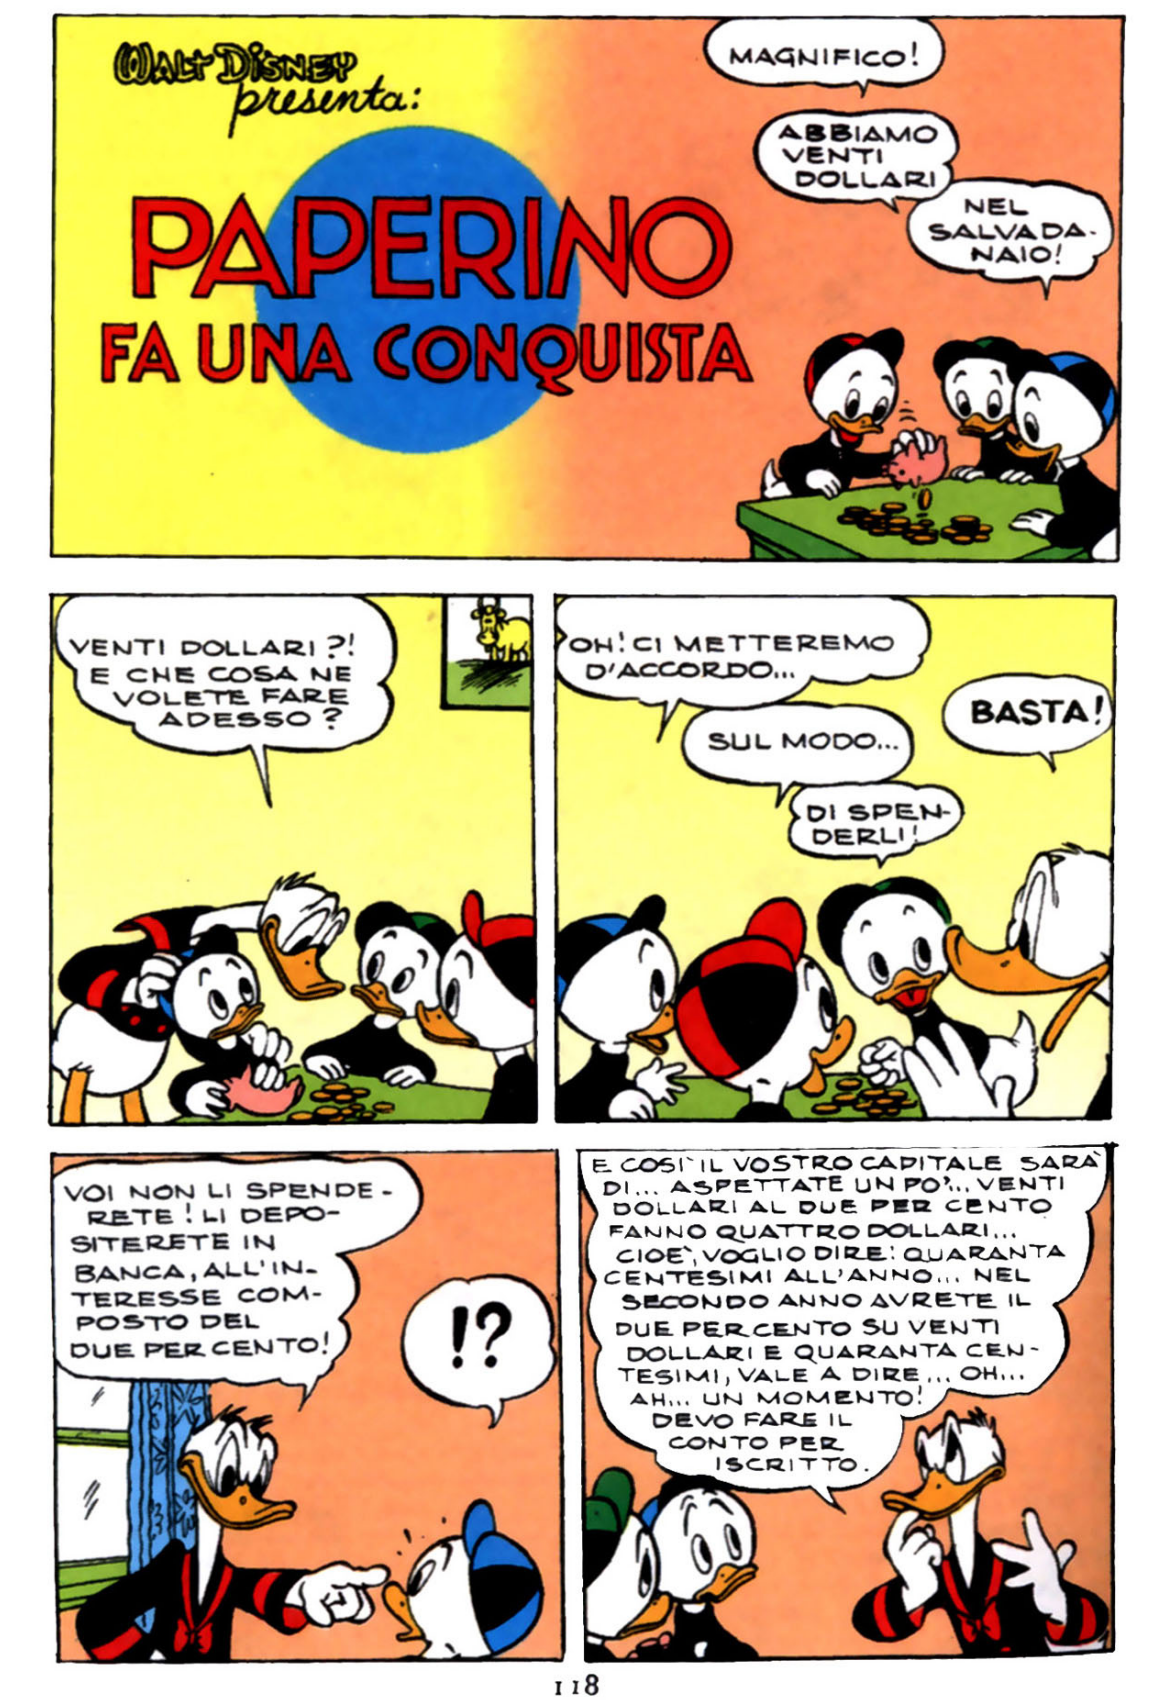 WALT DISNEY
presenta:
PAPERINO
FA UNA CONQUISTA
MAGNIFICO!
ABBIAMO
VENTI
DOLLARI
NEL
SALVADA-
NAIO!
VENTI DOLLARI?!
E CHE COSA NE
VOLETE FARE
ADESSO?
OH! CI METTEREMO
D'ACCORDO...
SUL MODO...
DI SPEN-
DERLI!
BASTA!
VOI NON LI SPENDE-
RETE! LI DEPO-
SITERETE IN
BANCA, ALL'IN-
TERESSE COM-
POSTO DEL
DUE PER CENTO!
!?
E COSI` IL VOSTRO CAPITALE SARÀ
DI... ASPETTATE UN PO'... VENTI
DOLLARI AL DUE PER CENTO
FANNO QUATTRO DOLLARI...
CIOE`, VOGLIO DIRE: QUARANTA
CENTESIMI ALL'ANNO... NEL
SECONDO ANNO AVRETE IL
DUE PER CENTO SU VENTI
DOLLARI E QUARANTA CEN-
TESIMI, VALE A DIRE... OH...
AH... UN MOMENTO!
DEVO FARE IL
CONTO PER
ISCRITTO.
118